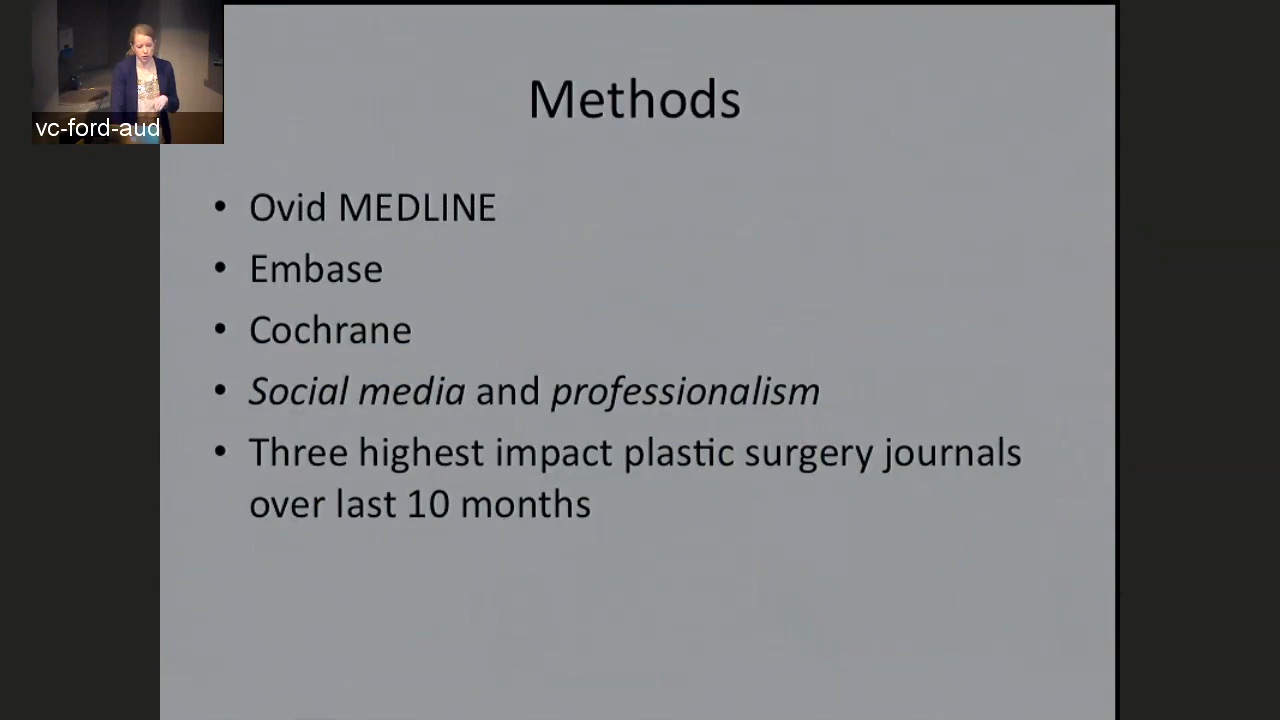 vc-ford-aud
Methods
• Ovid MEDLINE
• Embase
• Cochrane
• Social media and professionalism
• Three highest impact plastic surgery journals
over last 10 months